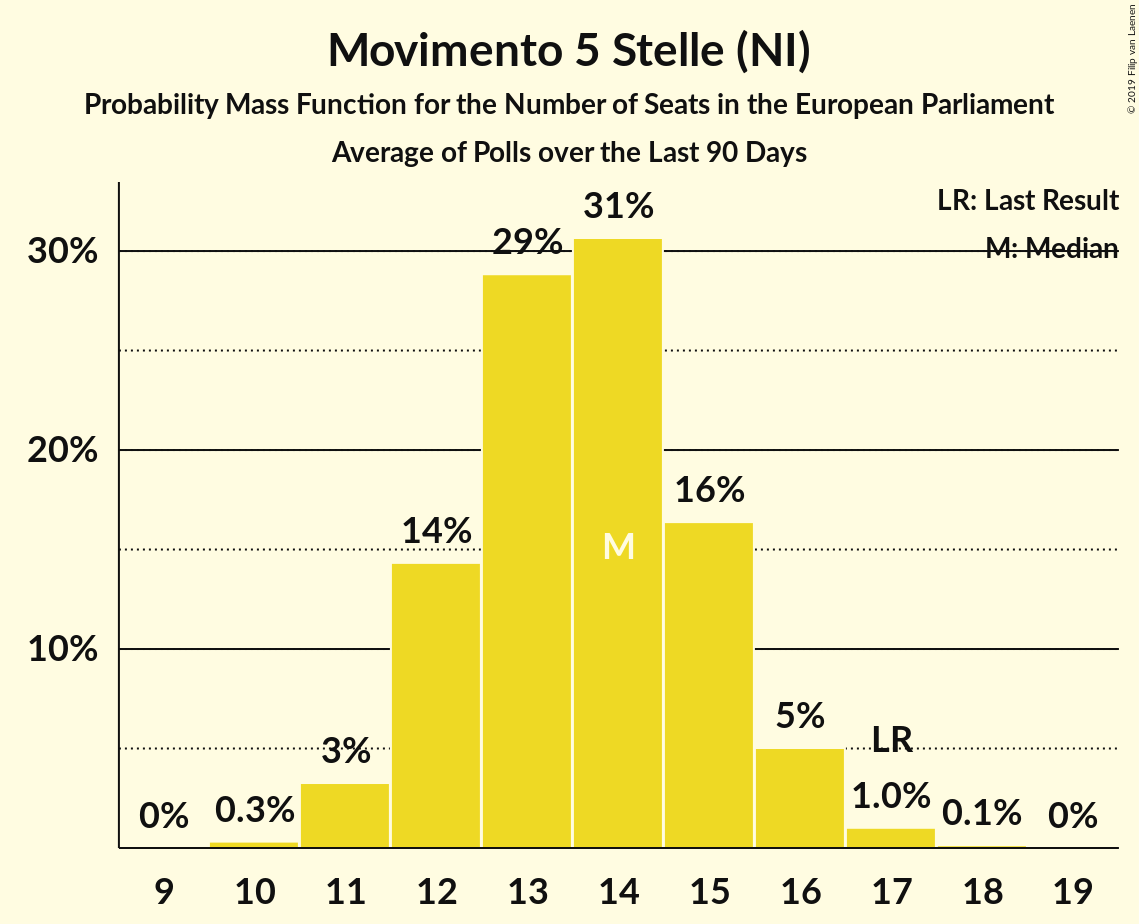 Movimento 5 Stelle (NI)
Probability Mass Function for the Number of Seats in the European Parliament
Average of Polls over the Last 90 Days
© 2019 Filip van Laenen
LR: Last Result
M: Median
30%
20%
10%
0%
0.3%
3%
14%
29%
31%
M
16%
5%
LR
1.0%
0.1%
0%
9 10 11 12 13 14 15 16 17 18 19